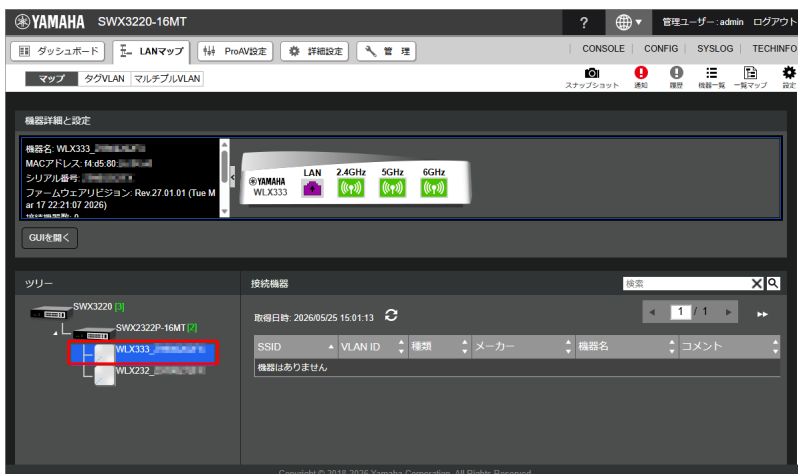 YAMAHA SWX3220-16MT
? 管理ユーザー:admin ログアウト
ダッシュボード LANマップ ProAV設定 詳細設定 管 理
CONSOLE CONFIG SYSLOG TECHINFO
マップ タグVLAN マルチプルVLAN
スナップショット 通知 履歴 機器一覧 一覧マップ 設定
機器詳細と設定
機器名: WLX333_
MACアドレス: f4:d5:80:
シリアル番号:
ファームウェアリビジョン: Rev.27.01.01 (Tue M
ar 17 22:21:07 2026)
接続機器数: 0
YAMAHA
WLX333
LAN 2.4GHz 5GHz 6GHz
GUIを開く
ツリー
SWX3220 [3]
SWX2322P-16MT [2]
WLX333_
WLX232_
接続機器
検索
取得日時: 2026/05/25 15:01:13
1 / 1
SSID VLAN ID 種類 メーカー 機器名 コメント
機器はありません
Copyright © 2018-2026 Yamaha Corporation. All Rights Reserved.